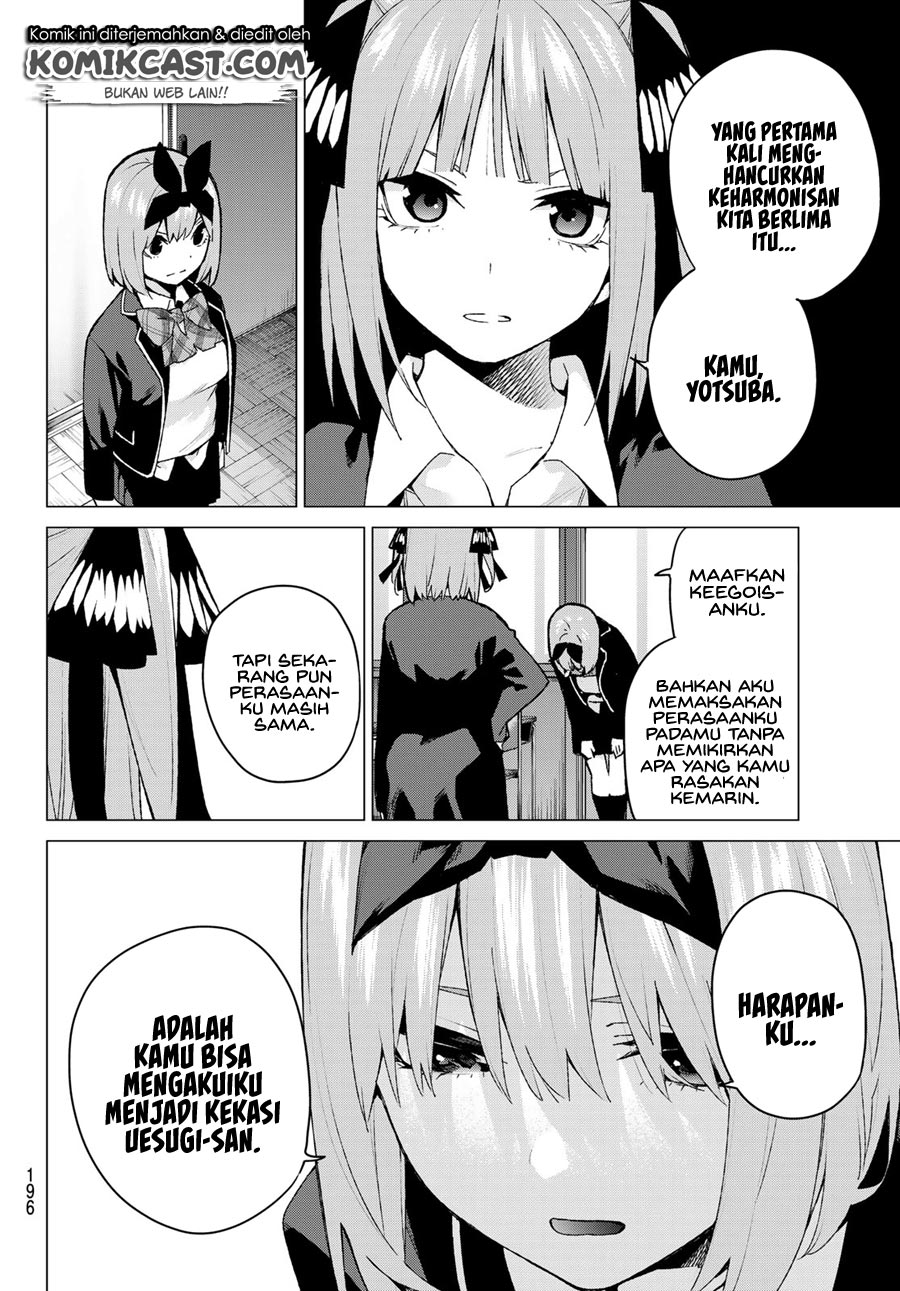 Komik ini diterjemahkan & diedit oleh
KOMIKCAST.COM
BUKAN WEB LAIN!!
YANG PERTAMA
KALI MENG-
HANCURKAN
KEHARMONISAN
KITA BERLIMA
ITU...
KAMU,
YOTSUBA.
MAAFKAN
KEEGOIS-
ANKU.
BAHKAN AKU
MEMAKSAKAN
PERASAANKU
PADAMU TANPA
MEMIKIRKAN
APA YANG KAMU
RASAKAN
KEMARIN.
TAPI SEKA-
RANG PUN
PERASAAN-
KU MASIH
SAMA.
HARAPAN-
KU...
ADALAH
KAMU BISA
MENGAKUIKU
MENJADI KEKASI
UESUGI-SAN.
196